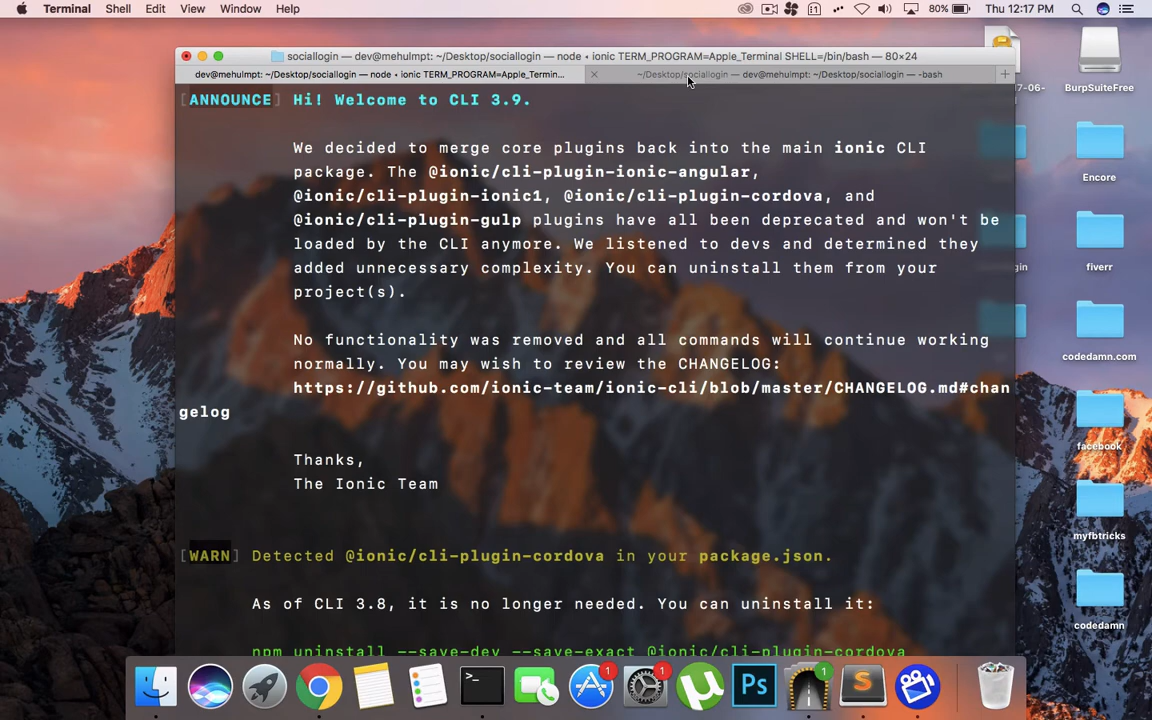 Terminal Shell Edit View Window Help 80% Thu 12:17 PM
sociallogin — dev@mehulmpt: ~/Desktop/sociallogin — node • ionic TERM_PROGRAM=Apple_Terminal SHELL=/bin/bash — 80×24
dev@mehulmpt: ~/Desktop/sociallogin — node • ionic TERM_PROGRAM=Apple_Termin... ~/Desktop/sociallogin — dev@mehulmpt: ~/Desktop/sociallogin — -bash
[ANNOUNCE] Hi! Welcome to CLI 3.9.
We decided to merge core plugins back into the main ionic CLI
package. The @ionic/cli-plugin-ionic-angular,
@ionic/cli-plugin-ionic1, @ionic/cli-plugin-cordova, and
@ionic/cli-plugin-gulp plugins have all been deprecated and won't be
loaded by the CLI anymore. We listened to devs and determined they
added unnecessary complexity. You can uninstall them from your
project(s).
No functionality was removed and all commands will continue working
normally. You may wish to review the CHANGELOG:
https://github.com/ionic-team/ionic-cli/blob/master/CHANGELOG.md#chan
gelog
Thanks,
The Ionic Team
[WARN] Detected @ionic/cli-plugin-cordova in your package.json.
As of CLI 3.8, it is no longer needed. You can uninstall it:
npm uninstall --save-dev --save-exact @ionic/cli-plugin-cordova
BurpSuiteFree
Encore
fiverr
codedamn.com
facebook
myfbtricks
codedamn
1
1
Ps
1
S